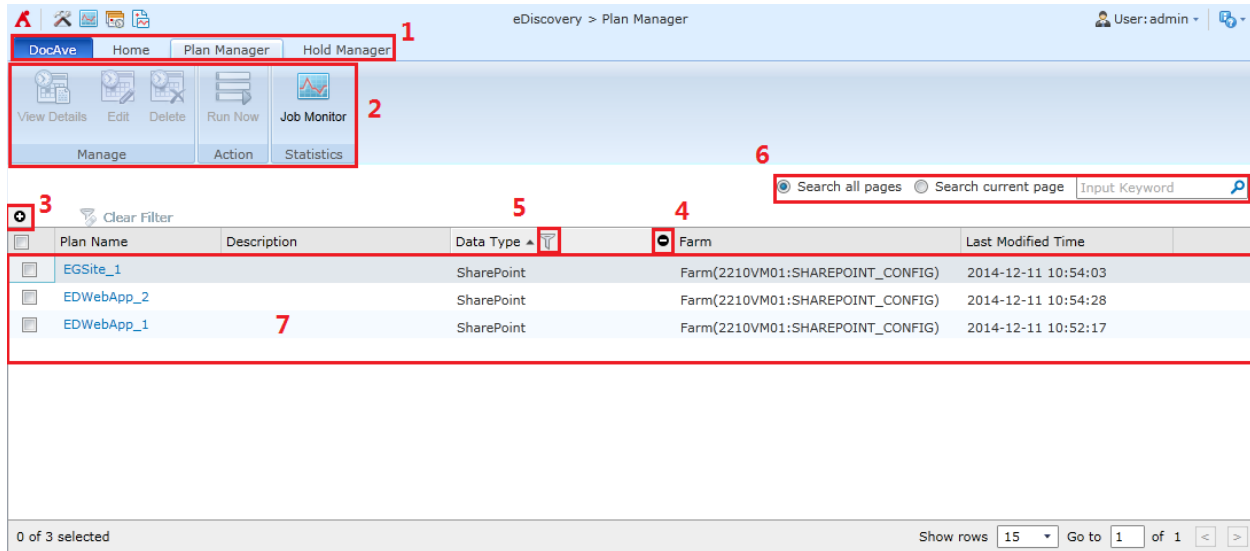 eDiscovery > Plan Manager
User: admin
1
DocAve Home Plan Manager Hold Manager
View Details Edit Delete Run Now Job Monitor
2
Manage Action Statistics
6
Search all pages Search current page Input Keyword
3
Clear Filter
5
4
Plan Name Description Data Type Farm Last Modified Time
EGSite_1 SharePoint Farm(2210VM01:SHAREPOINT_CONFIG) 2014-12-11 10:54:03
EDWebApp_2 SharePoint Farm(2210VM01:SHAREPOINT_CONFIG) 2014-12-11 10:54:28
EDWebApp_1 SharePoint Farm(2210VM01:SHAREPOINT_CONFIG) 2014-12-11 10:52:17
7
0 of 3 selected Show rows 15 Go to 1 of 1 < >